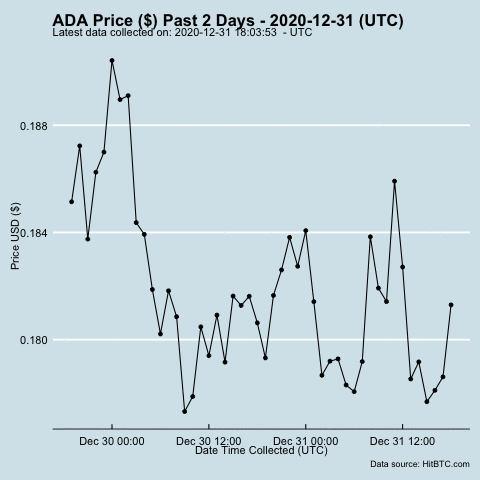 ADA Price ($) Past 2 Days - 2020-12-31 (UTC)
Latest data collected on: 2020-12-31 18:03:53 - UTC
0.188
0.184
0.180
Price USD ($)
Dec 30 00:00 Dec 30 12:00 Dec 31 00:00 Dec 31 12:00
Date Time Collected (UTC)
Data source: HitBTC.com